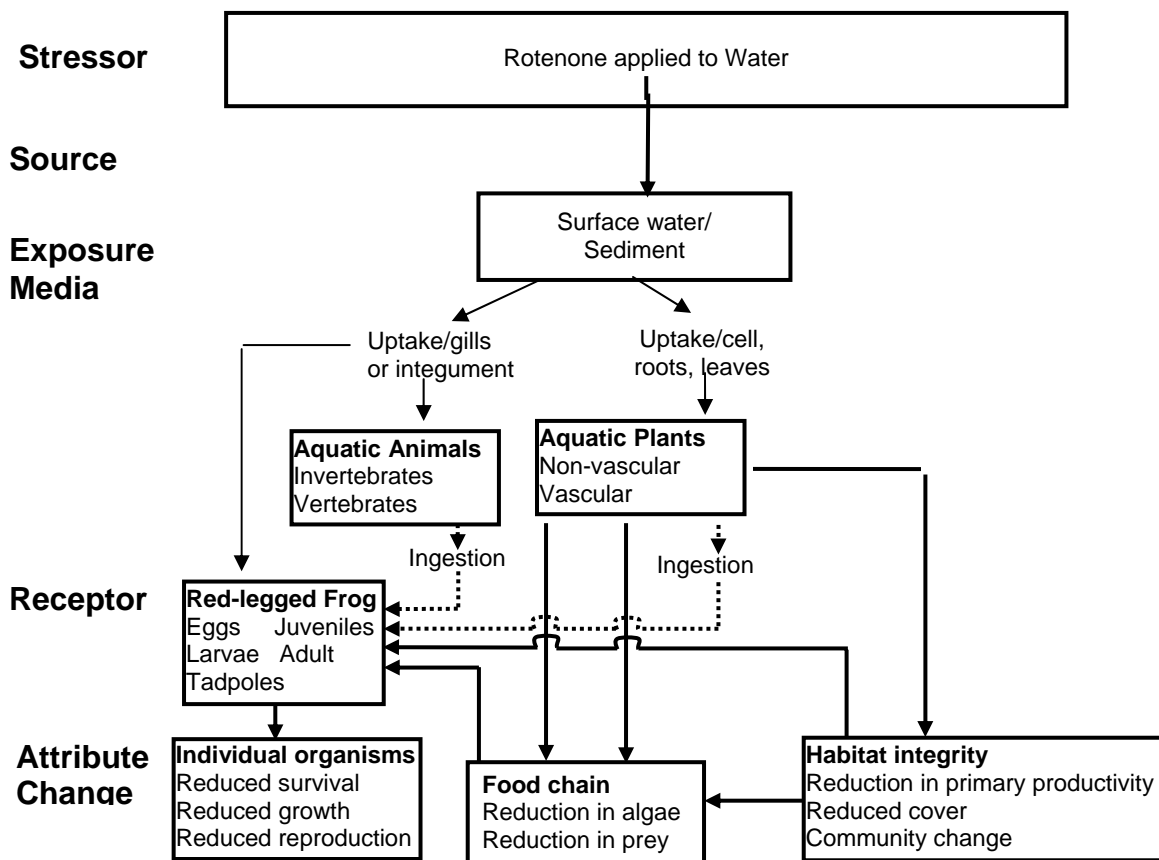 Stressor
Rotenone applied to Water
Source
Surface water/
Sediment
Exposure
Media
Uptake/gills
or integument
Uptake/cell,
roots, leaves
Aquatic Animals
Invertebrates
Vertebrates
Aquatic Plants
Non-vascular
Vascular
Ingestion
Ingestion
Receptor
Red-legged Frog
Eggs Juveniles
Larvae Adult
Tadpoles
Attribute
Change
Individual organisms
Reduced survival
Reduced growth
Reduced reproduction
Food chain
Reduction in algae
Reduction in prey
Habitat integrity
Reduction in primary productivity
Reduced cover
Community change